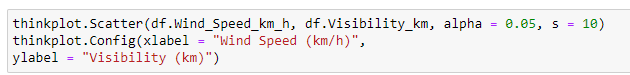 thinkplot.Scatter(df.Wind_Speed_km_h, df.Visibility_km, alpha = 0.05, s = 10)
thinkplot.Config(xlabel = "Wind Speed (km/h)",
ylabel = "Visibility (km)")